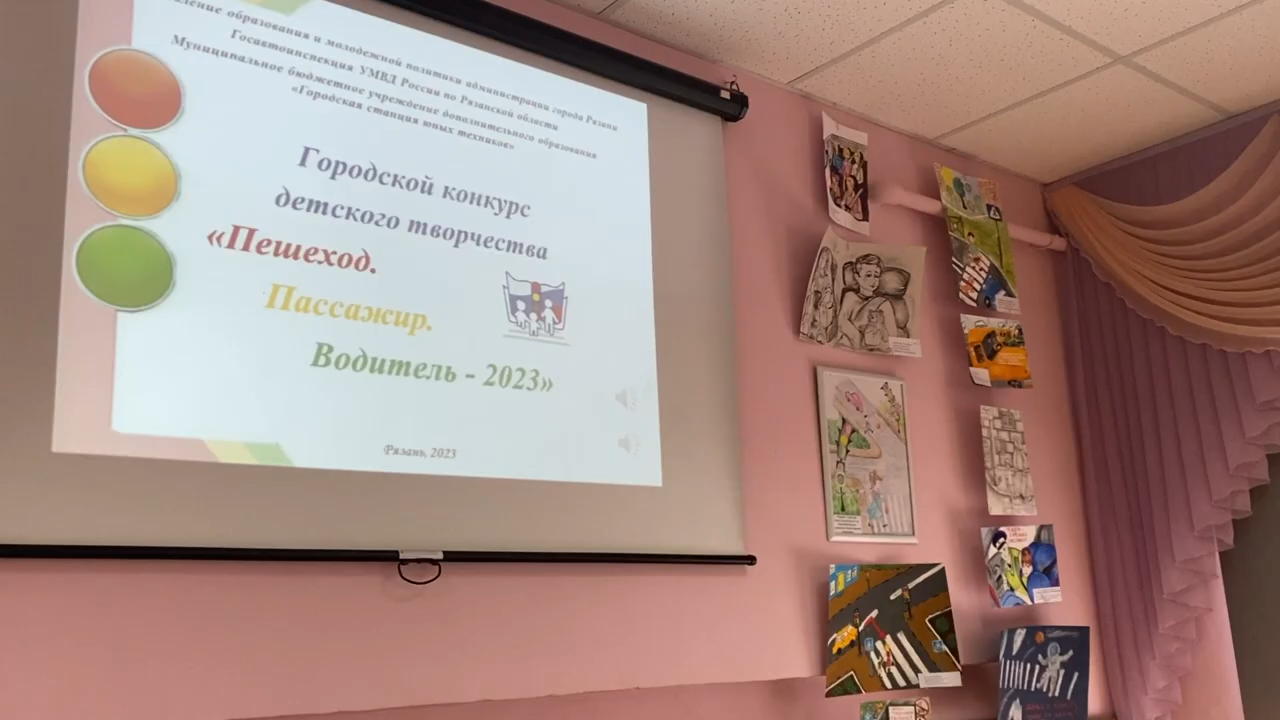 образования и молодежной политики администрации города Рязани
Госавтоинспекция УМВД России по Рязанской области
Муниципальное бюджетное учреждение дополнительного образования
«Городская станция юных техников»
Городской конкурс
детского творчества
«Пешеход.
Пассажир.
Водитель - 2023»
Рязань, 2023